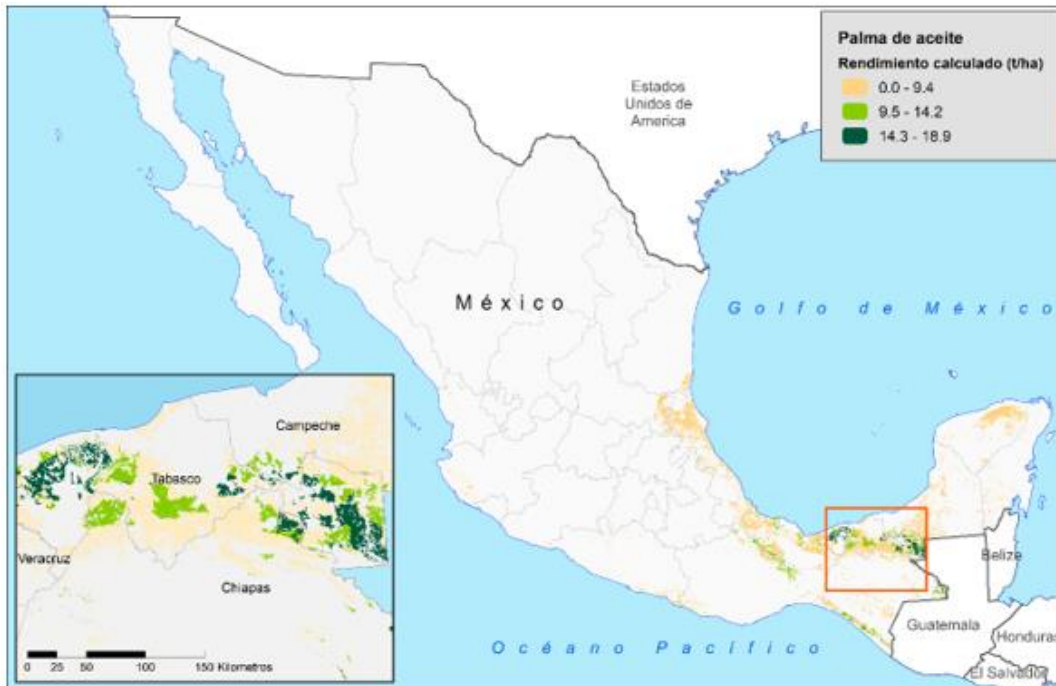 Palma de aceite
Rendimiento calculado (t/ha)
0.0 - 9.4
9.5 - 14.2
14.3 - 18.9
Estados
Unidos de
America
México
Golfo de México
Campeche
Tabasco
Veracruz
Chiapas
0 25 50 100 150 Kilometros
Belize
Guatemala
Honduras
El Salvador
Océano Pacífico